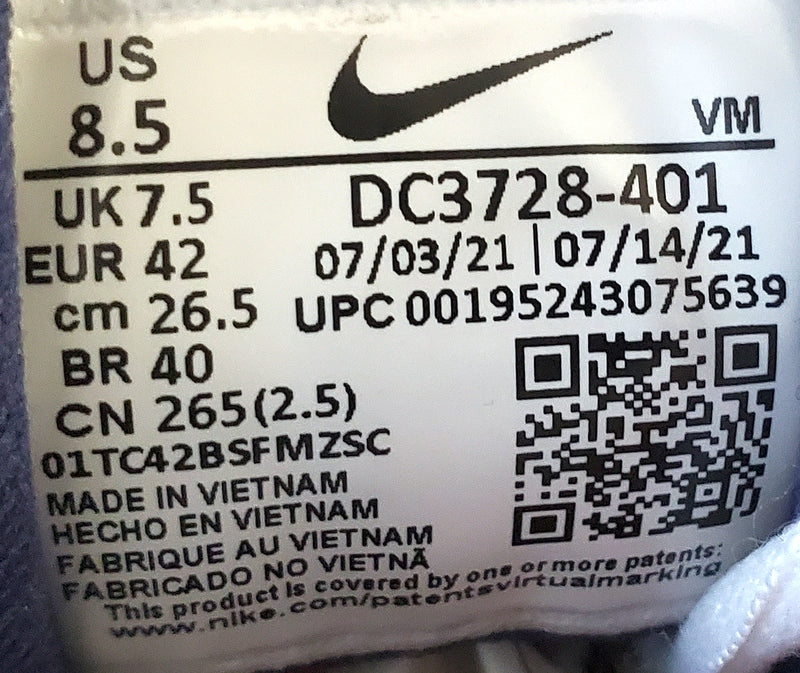 US
8.5
VM
UK 7.5
DC3728-401
EUR 42
07/03/21 | 07/14/21
cm 26.5
UPC 00195243075639
BR 40
CN 265(2.5)
01TC42BSFMZSC
MADE IN VIETNAM
HECHO EN VIETNAM
FABRIQUE AU VIETNAM
FABRICADO NO VIETNÃ
This product is covered by one or more patents:
www.nike.com/patentsvirtualmarking